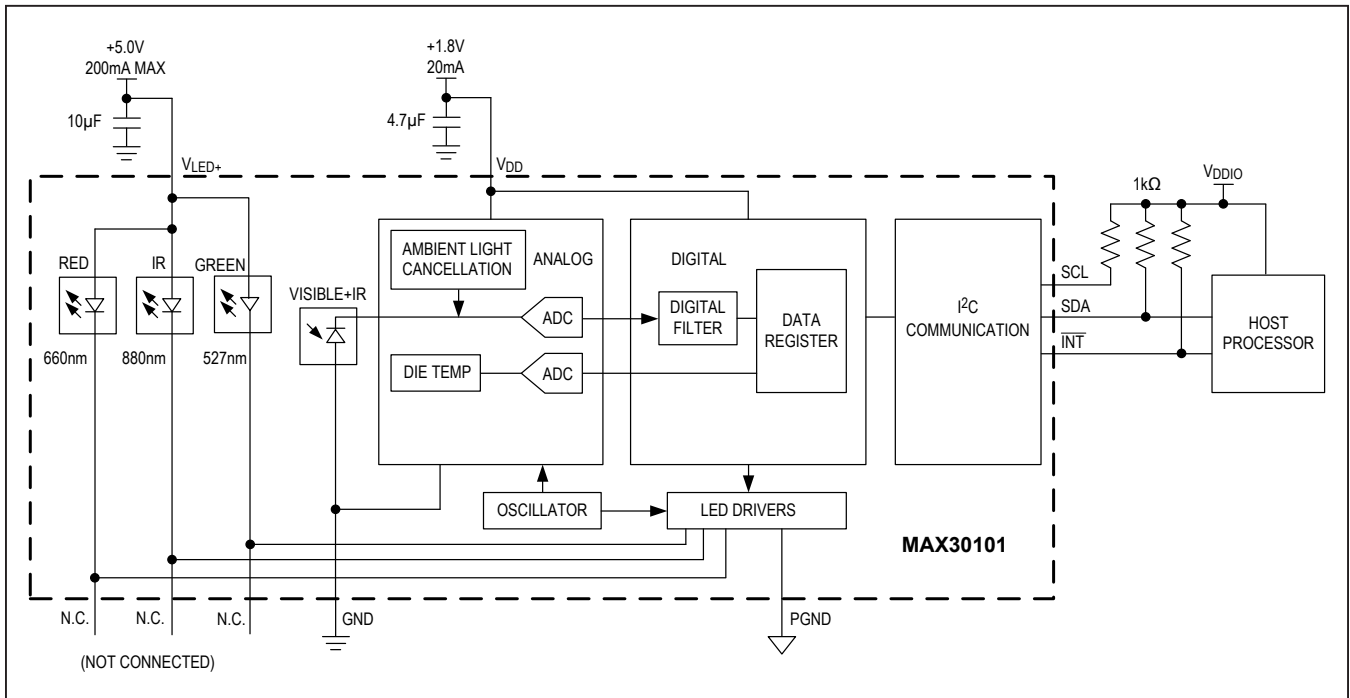 +5.0V
200mA MAX
10µF
VLED+
+1.8V
20mA
4.7µF
VDD
1kΩ
VDDIO
RED
IR
GREEN
660nm
880nm
527nm
VISIBLE+IR
AMBIENT LIGHT
CANCELLATION
ANALOG
ADC
DIE TEMP
ADC
DIGITAL
DIGITAL
FILTER
DATA
REGISTER
I2C
COMMUNICATION
SCL
SDA
INT
HOST
PROCESSOR
OSCILLATOR
LED DRIVERS
MAX30101
N.C.
N.C.
N.C.
GND
PGND
(NOT CONNECTED)